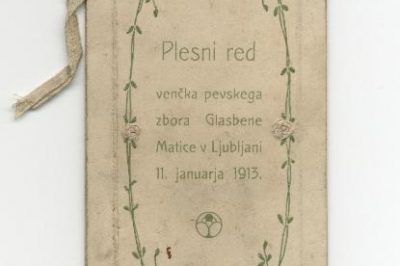 Plesni red
venčka pevskega
zbora Glasbene
Matice v Ljubljani
11. januarja 1913.